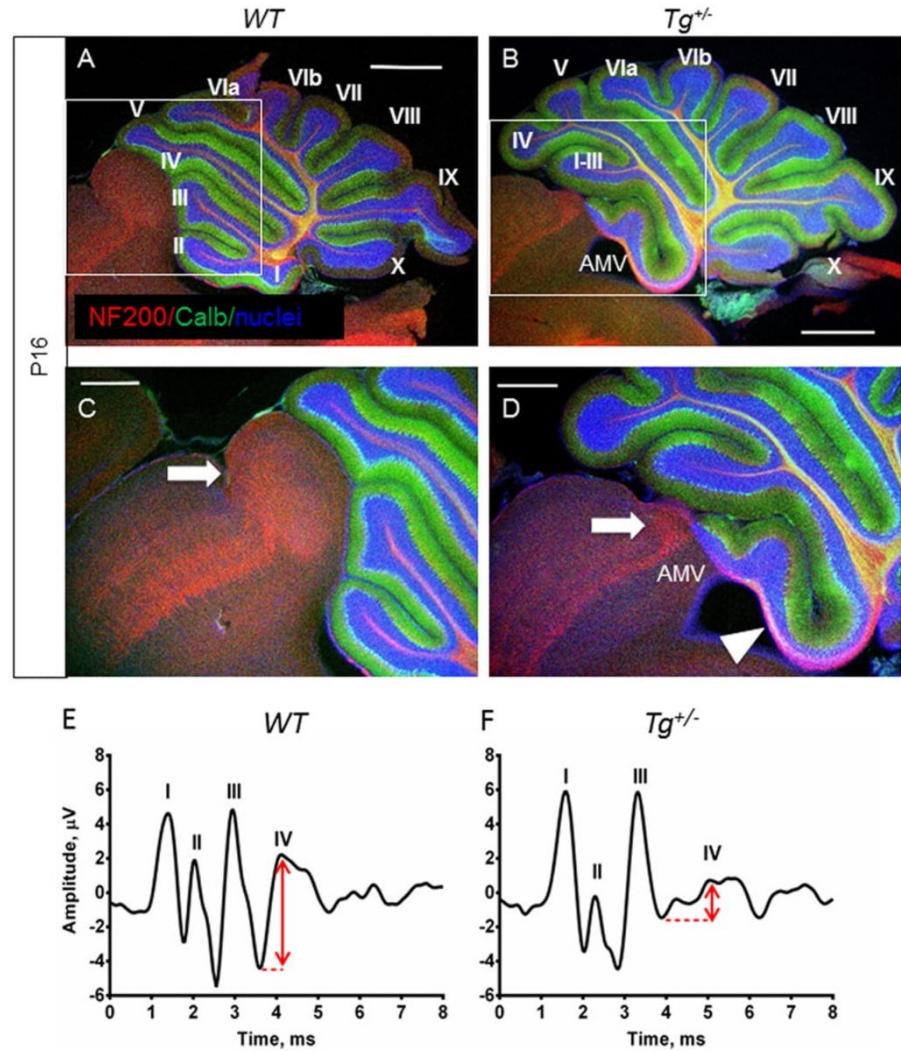 WT
Tg+/-
P16
A
V
VIa
VIb
VII
VIII
IX
IV
III
II
I
X
NF200/Calb/nuclei
B
V
VIa
VIb
VII
VIII
IV
I-III
IX
AMV
X
C
D
AMV
E
WT
Amplitude, µV
8
6
4
2
0
-2
-4
-6
I
II
III
IV
0 1 2 3 4 5 6 7 8
Time, ms
F
Tg+/-
8
6
4
2
0
-2
-4
-6
I
II
III
IV
0 1 2 3 4 5 6 7 8
Time, ms